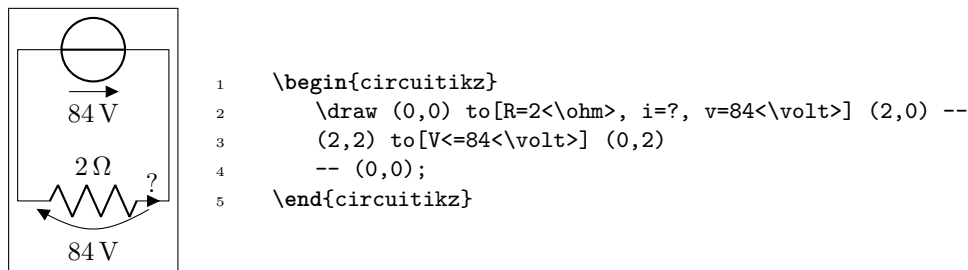 84 V
2 Ω
?
84 V
1 \begin{circuitikz}
2 \draw (0,0) to[R=2<\ohm>, i=?, v=84<\volt>] (2,0) --
3 (2,2) to[V<=84<\volt>] (0,2)
4 -- (0,0);
5 \end{circuitikz}